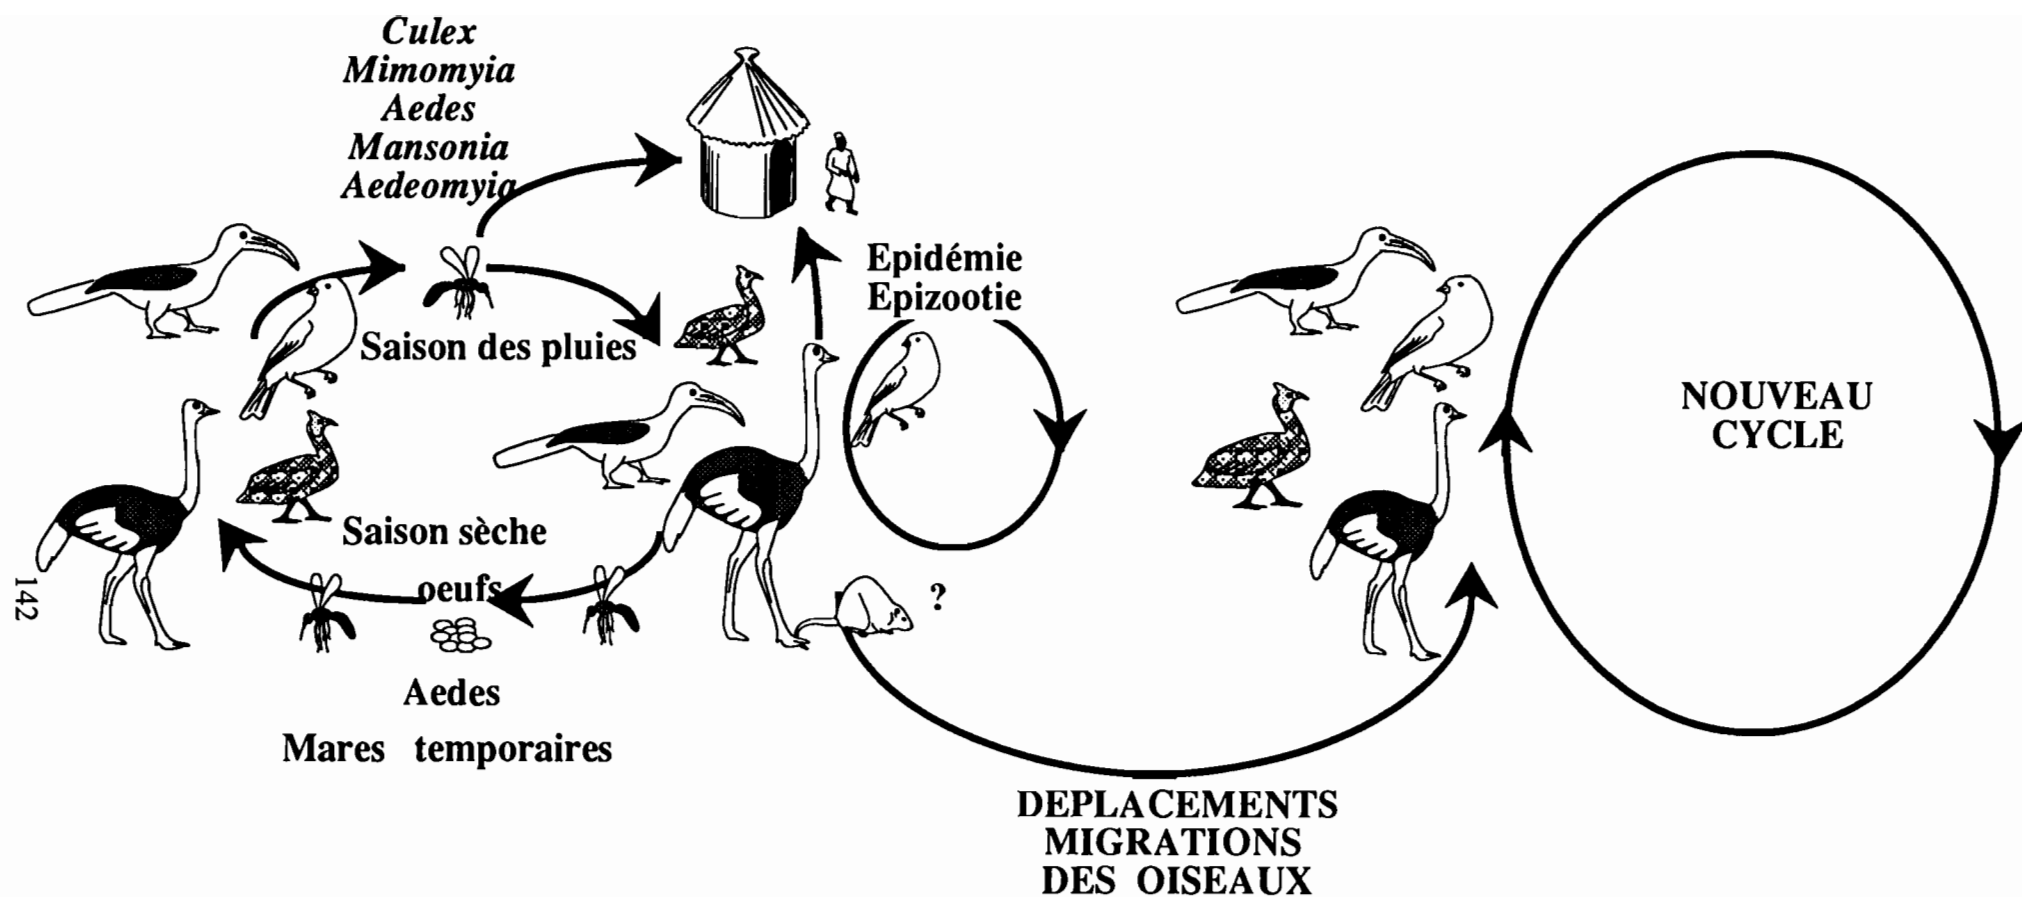 Culex
Mimomyia
Aedes
Mansonia
Aedeomyia
Epidémie
Epizootie
Saison des pluies
NOUVEAU
CYCLE
Saison sèche
oeufs
?
142
Aedes
Mares temporaires
DEPLACEMENTS
MIGRATIONS
DES OISEAUX